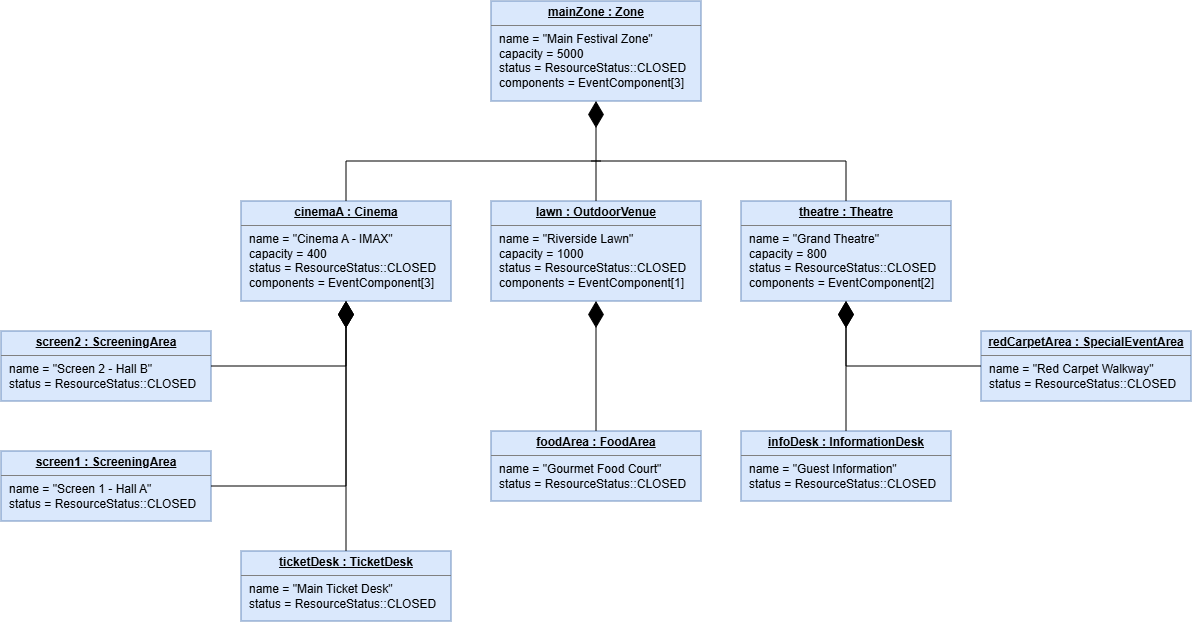 mainZone : Zone
name = "Main Festival Zone"
capacity = 5000
status = ResourceStatus::CLOSED
components = EventComponent[3]
cinemaA : Cinema
name = "Cinema A - IMAX"
capacity = 400
status = ResourceStatus::CLOSED
components = EventComponent[3]
lawn : OutdoorVenue
name = "Riverside Lawn"
capacity = 1000
status = ResourceStatus::CLOSED
components = EventComponent[1]
theatre : Theatre
name = "Grand Theatre"
capacity = 800
status = ResourceStatus::CLOSED
components = EventComponent[2]
screen2 : ScreeningArea
name = "Screen 2 - Hall B"
status = ResourceStatus::CLOSED
redCarpetArea : SpecialEventArea
name = "Red Carpet Walkway"
status = ResourceStatus::CLOSED
screen1 : ScreeningArea
name = "Screen 1 - Hall A"
status = ResourceStatus::CLOSED
foodArea : FoodArea
name = "Gourmet Food Court"
status = ResourceStatus::CLOSED
infoDesk : InformationDesk
name = "Guest Information"
status = ResourceStatus::CLOSED
ticketDesk : TicketDesk
name = "Main Ticket Desk"
status = ResourceStatus::CLOSED